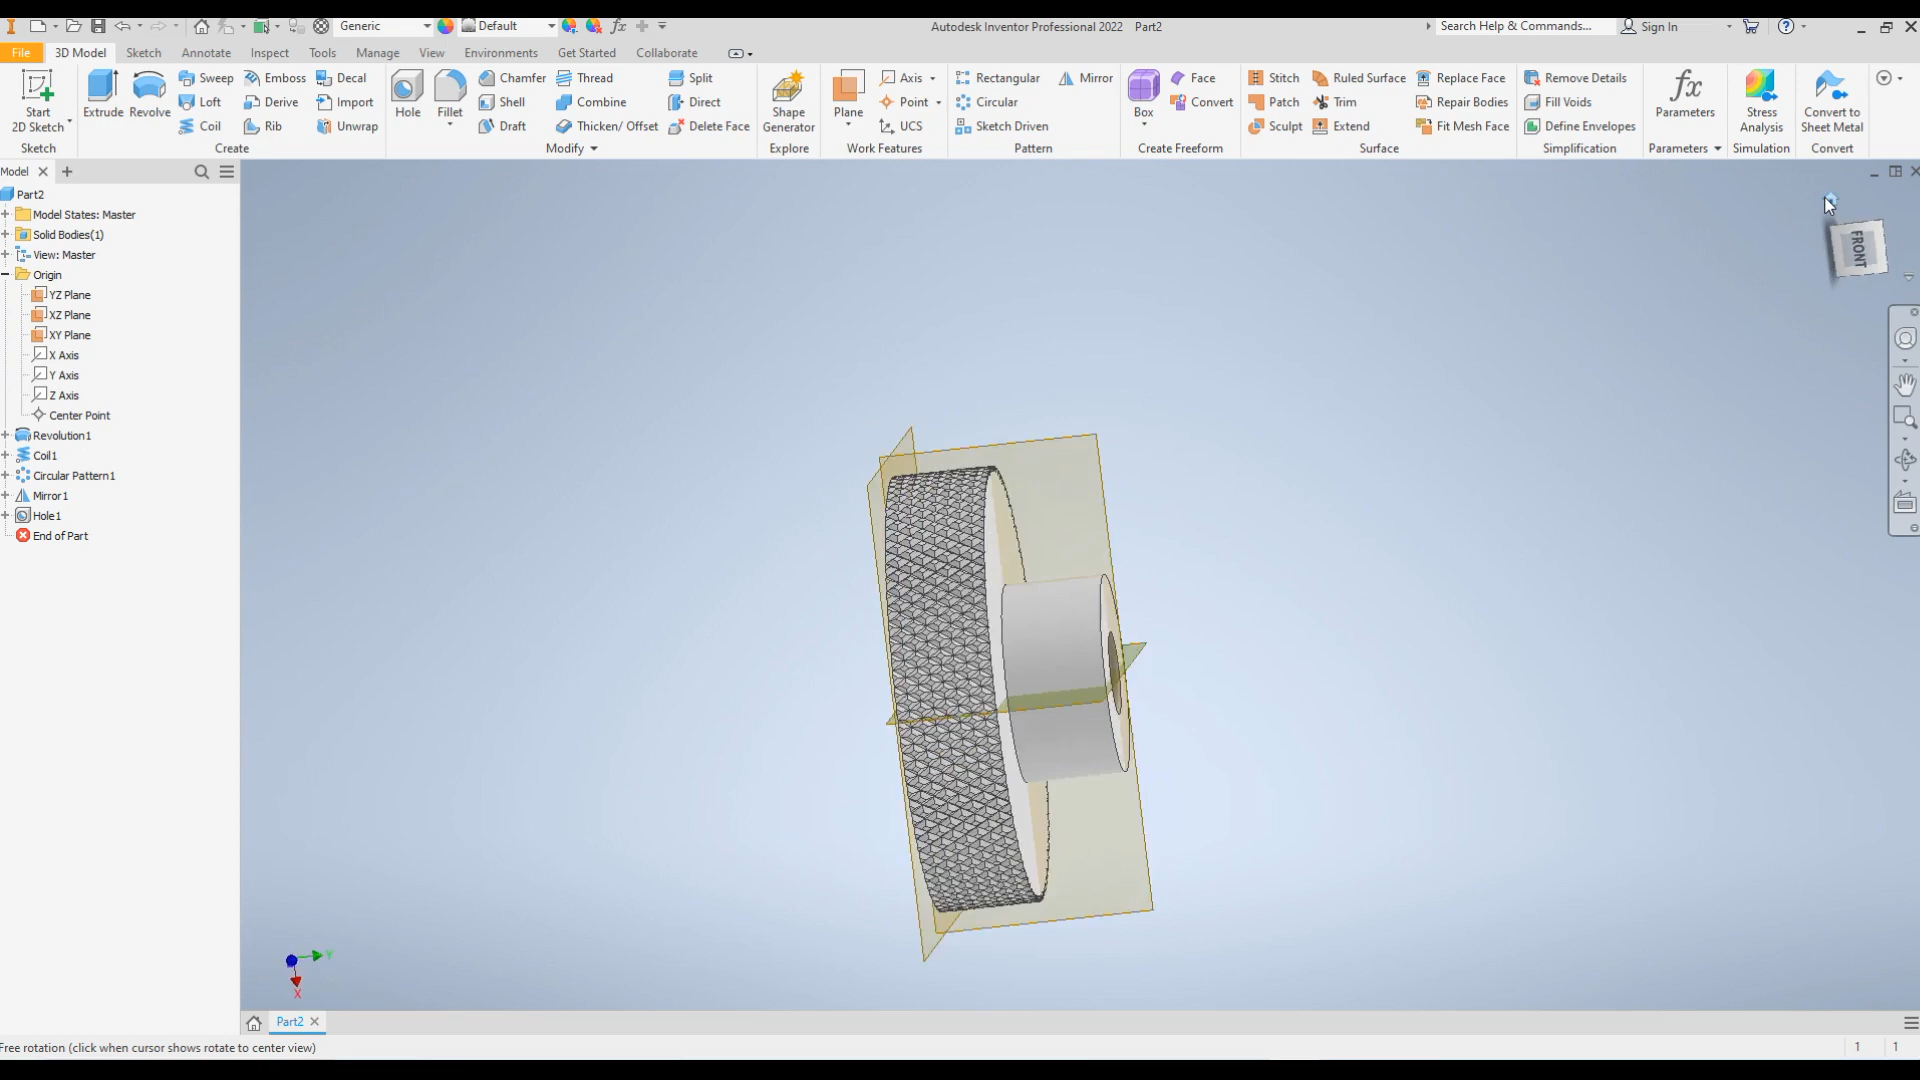 Generic
Default
fx
Autodesk Inventor Professional 2022 Part2
Search Help & Commands...
Sign In
File 3D Model Sketch Annotate Inspect Tools Manage View Environments Get Started Collaborate
Start
2D Sketch
Extrude
Revolve
Sweep
Loft
Coil
Emboss
Derive
Rib
Decal
Import
Unwrap
Hole
Fillet
Chamfer
Shell
Draft
Thread
Combine
Thicken/ Offset
Split
Direct
Delete Face
Shape
Generator
Plane
Axis
Point
UCS
Rectangular
Circular
Sketch Driven
Mirror
Box
Face
Convert
Stitch
Patch
Sculpt
Ruled Surface
Trim
Extend
Replace Face
Repair Bodies
Fit Mesh Face
Remove Details
Fill Voids
Define Envelopes
fx
Parameters
Stress
Analysis
Convert to
Sheet Metal
Sketch Create Modify Explore Work Features Pattern Create Freeform Surface Simplification Parameters Simulation Convert
Model
Part2
Model States: Master
Solid Bodies(1)
View: Master
Origin
YZ Plane
XZ Plane
XY Plane
X Axis
Y Axis
Z Axis
Center Point
Revolution1
Coil1
Circular Pattern1
Mirror1
Hole1
End of Part
FRONT
Y
X
Part2
Free rotation (click when cursor shows rotate to center view)
1 1